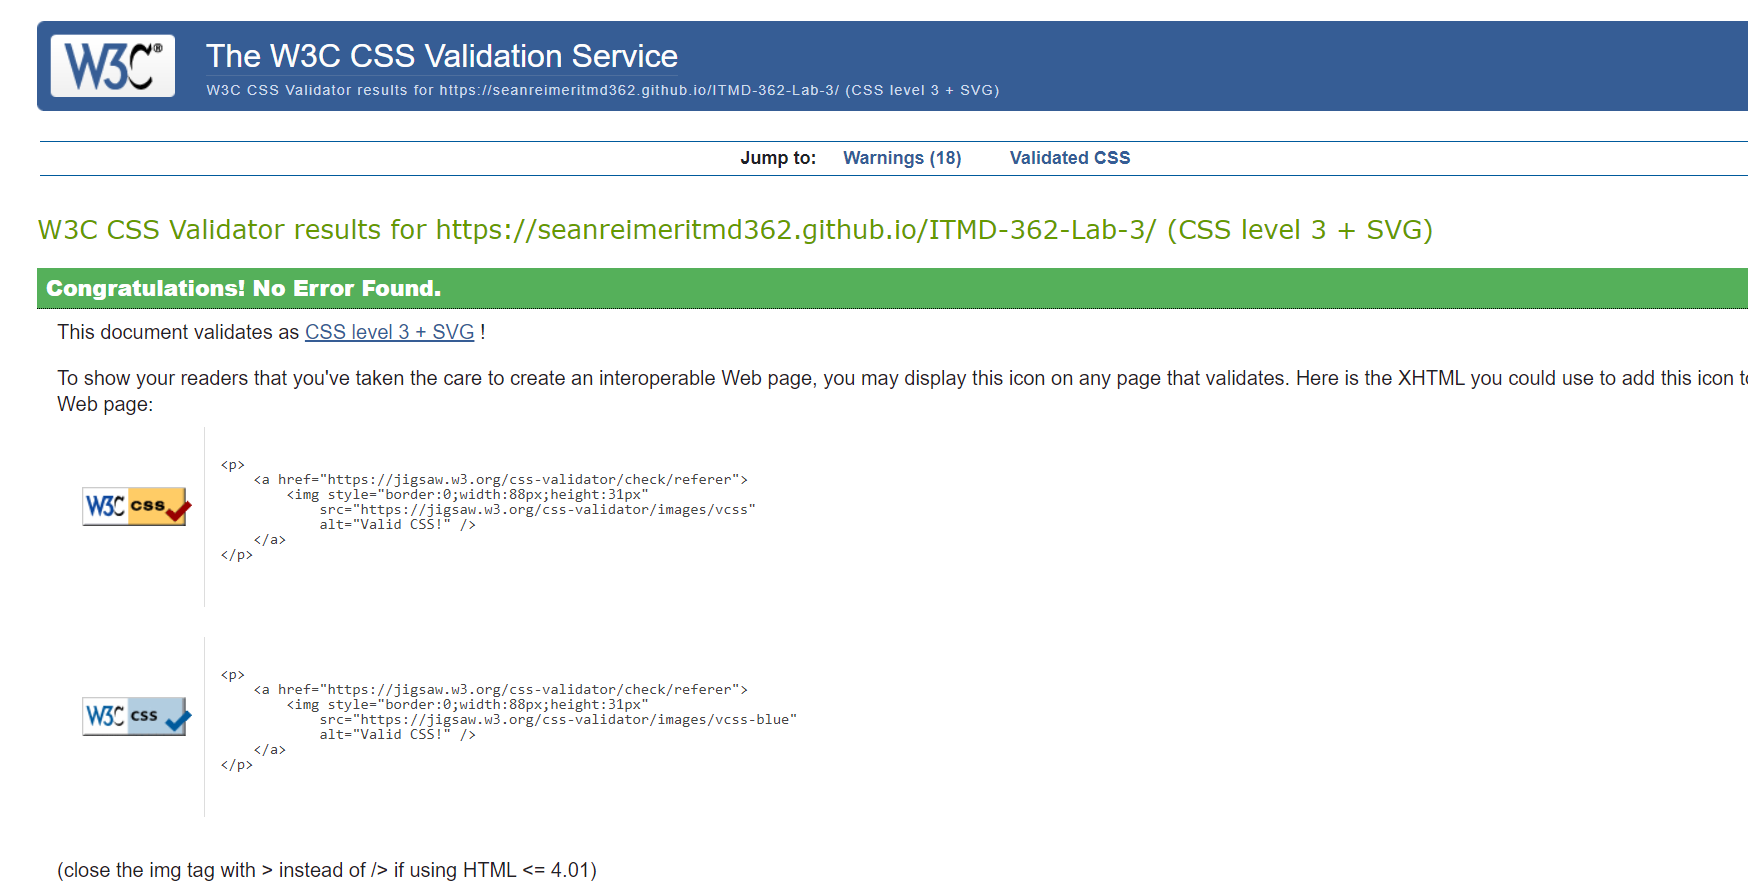 W3C®
The W3C CSS Validation Service
W3C CSS Validator results for https://seanreimeritmd362.github.io/ITMD-362-Lab-3/ (CSS level 3 + SVG)
Jump to: Warnings (18) Validated CSS
W3C CSS Validator results for https://seanreimeritmd362.github.io/ITMD-362-Lab-3/ (CSS level 3 + SVG)
Congratulations! No Error Found.
This document validates as CSS level 3 + SVG !
To show your readers that you've taken the care to create an interoperable Web page, you may display this icon on any page that validates. Here is the XHTML you could use to add this icon to
Web page:
<p>
<a href="https://jigsaw.w3.org/css-validator/check/referer">
<img style="border:0;width:88px;height:31px"
W3C css
src="https://jigsaw.w3.org/css-validator/images/vcss"
alt="Valid CSS!" />
</a>
</p>
<p>
<a href="https://jigsaw.w3.org/css-validator/check/referer">
<img style="border:0;width:88px;height:31px"
W3C css
src="https://jigsaw.w3.org/css-validator/images/vcss-blue"
alt="Valid CSS!" />
</a>
</p>
(close the img tag with > instead of /> if using HTML <= 4.01)